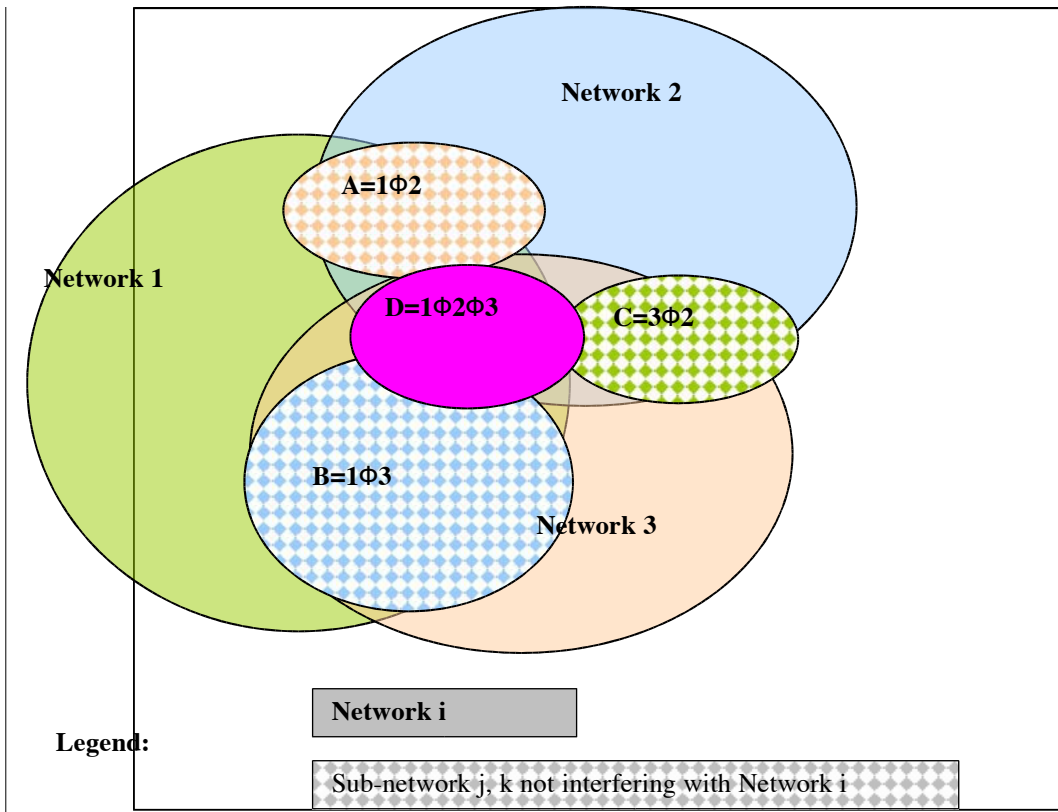 Network 2
A=1Φ2
Network 1
D=1Φ2Φ3
C=3Φ2
B=1Φ3
Network 3
Network i
Legend:
Sub-network j, k not interfering with Network i